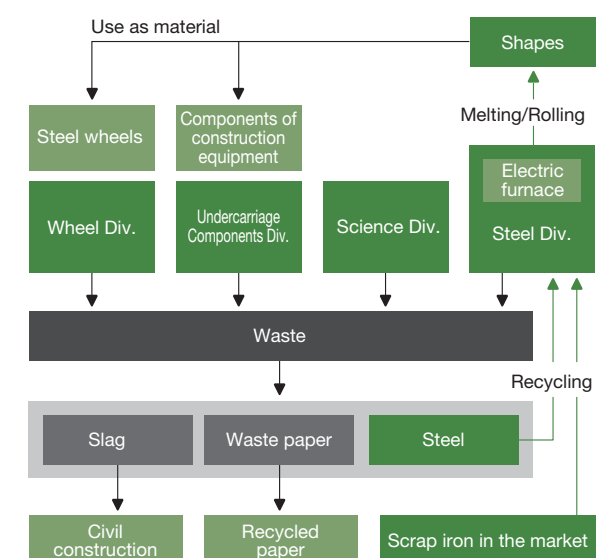 Use as material
Shapes
Melting/Rolling
Steel wheels
Components of
construction
equipment
Electric
furnace
Wheel Div.
Undercarriage
Components Div.
Science Div.
Steel Div.
Waste
Recycling
Slag
Waste paper
Steel
Civil
construction
Recycled
paper
Scrap iron in the market